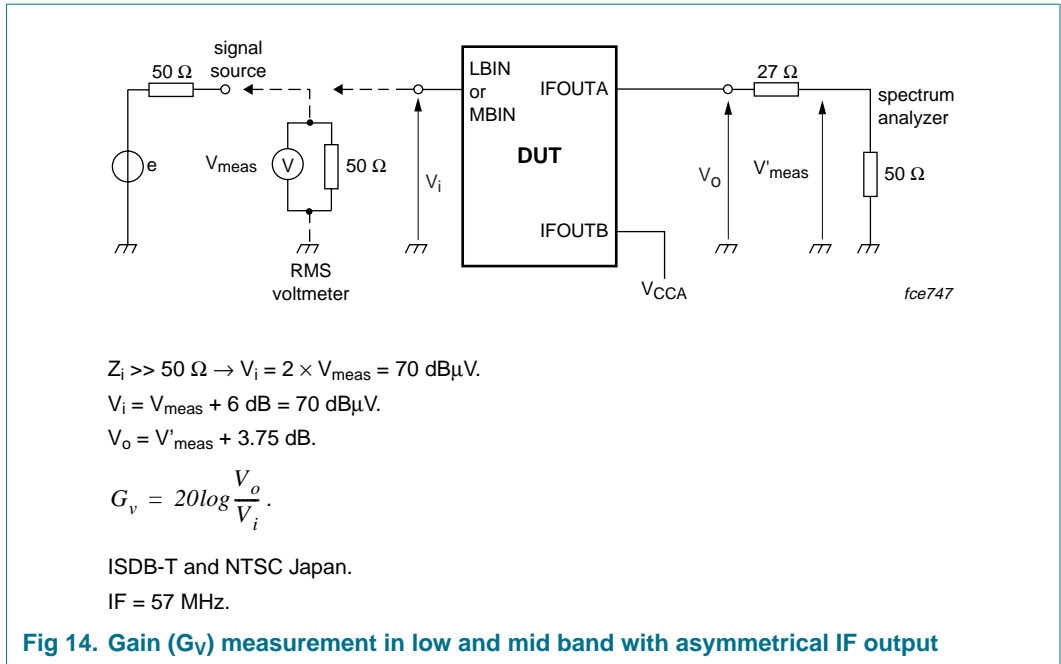 signal
source
50 Ω
e
Vmeas
V
50 Ω
RMS
voltmeter
Vi
LBIN
or
MBIN
IFOUTA
DUT
IFOUTB
VCCA
27 Ω
Vo
V'meas
spectrum
analyzer
50 Ω
fce747
Zi >> 50 Ω → Vi = 2 × Vmeas = 70 dBμV.
Vi = Vmeas + 6 dB = 70 dBμV.
Vo = V'meas + 3.75 dB.
Gv = 20log Vo/Vi .
ISDB-T and NTSC Japan.
IF = 57 MHz.
Fig 14. Gain (GV) measurement in low and mid band with asymmetrical IF output